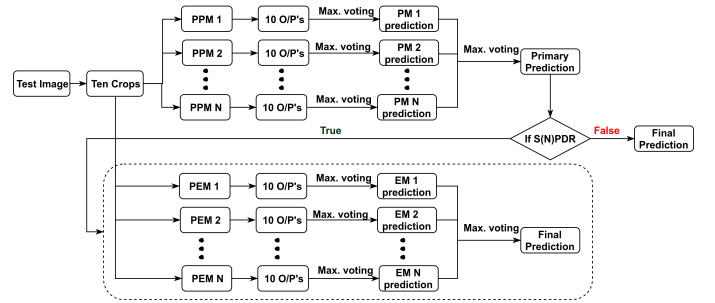 Test Image
Ten Crops
PPM 1
10 O/P's
Max. voting
PM 1
prediction
PPM 2
10 O/P's
Max. voting
PM 2
prediction
PPM N
10 O/P's
Max. voting
PM N
prediction
Max. voting
Primary
Prediction
True
If S(N)PDR
False
Final
Prediction
PEM 1
10 O/P's
Max. voting
EM 1
prediction
PEM 2
10 O/P's
Max. voting
EM 2
prediction
PEM N
10 O/P's
Max. voting
EM N
prediction
Max. voting
Final
Prediction